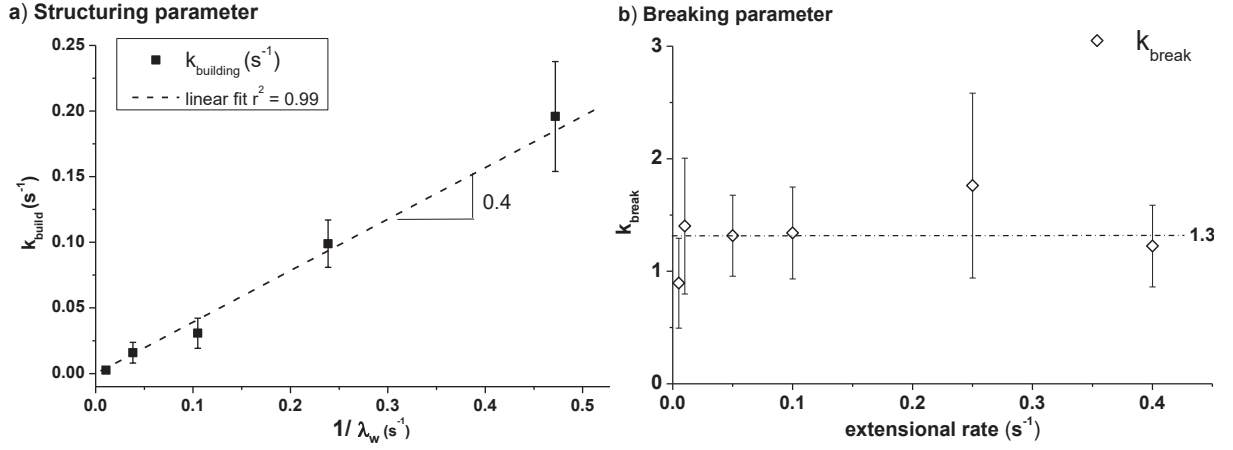 a) Structuring parameter
k_building (s⁻¹)
linear fit r² = 0.99
k_build (s⁻¹)
0.25
0.20
0.15
0.10
0.05
0.00
0.4
0.0 0.1 0.2 0.3 0.4 0.5
1/ λ_w (s⁻¹)
b) Breaking parameter
k_break
k_break
3
2
1
0
1.3
0.0 0.1 0.2 0.3 0.4
extensional rate (s⁻¹)